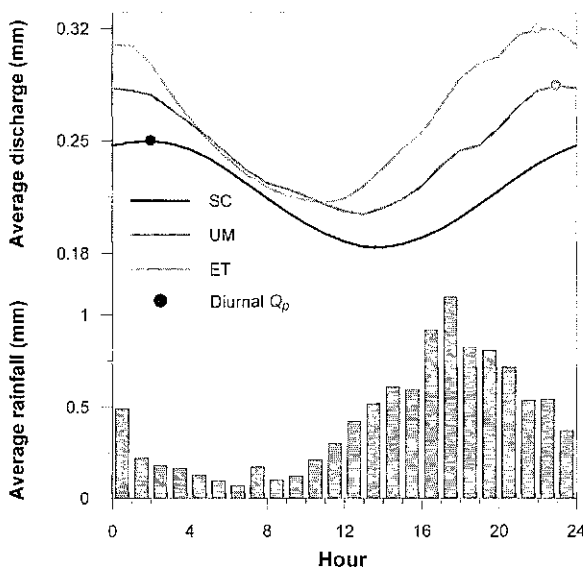 Average discharge (mm)
0.32
0.25
0.18
SC
UM
ET
Diurnal Qp
Average rainfall (mm)
1
0.5
0
0 4 8 12 16 20 24
Hour